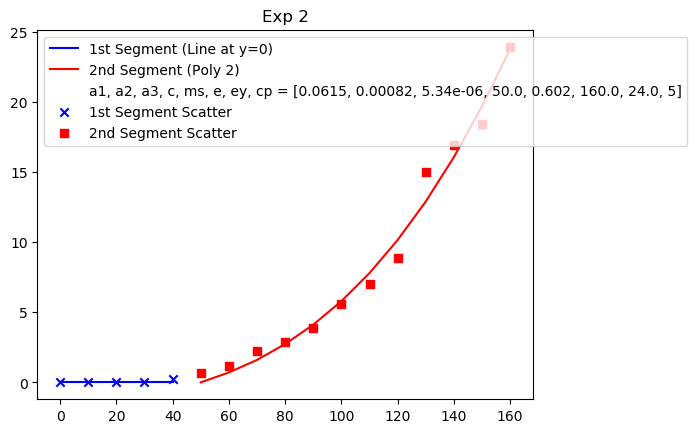 Exp 2
1st Segment (Line at y=0)
2nd Segment (Poly 2)
a1, a2, a3, c, ms, e, ey, cp = [0.0615, 0.00082, 5.34e-06, 50.0, 0.602, 160.0, 24.0, 5]
1st Segment Scatter
2nd Segment Scatter
25
20
15
10
5
0
0 20 40 60 80 100 120 140 160